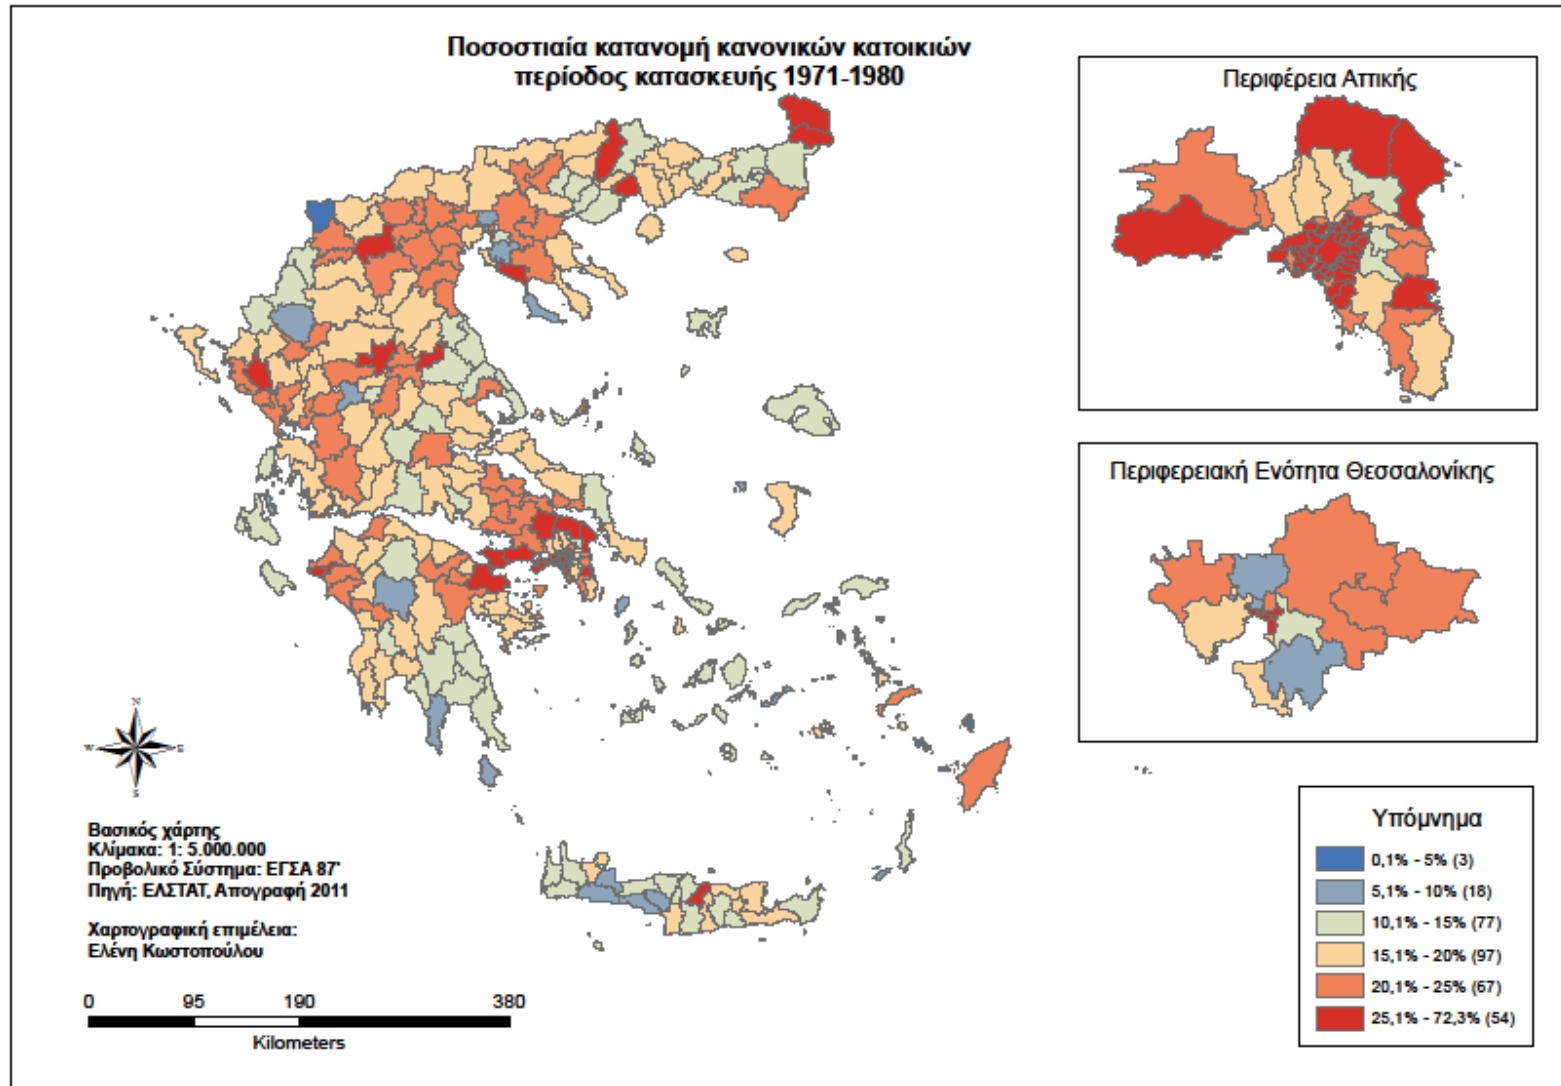 Ποσοστιαία κατανομή κανονικών κατοικιών
περίοδος κατασκευής 1971-1980
Περιφέρεια Αττικής
Περιφερειακή Ενότητα Θεσσαλονίκης
N
W
E
S
Βασικός χάρτης
Κλίμακα: 1: 5.000.000
Προβολικό Σύστημα: ΕΓΣΑ 87'
Πηγή: ΕΛΣΤΑΤ, Απογραφή 2011
Χαρτογραφική επιμέλεια:
Ελένη Κωστοπούλου
0 95 190 380
Kilometers
Υπόμνημα
0,1% - 5% (3)
5,1% - 10% (18)
10,1% - 15% (77)
15,1% - 20% (97)
20,1% - 25% (67)
25,1% - 72,3% (54)